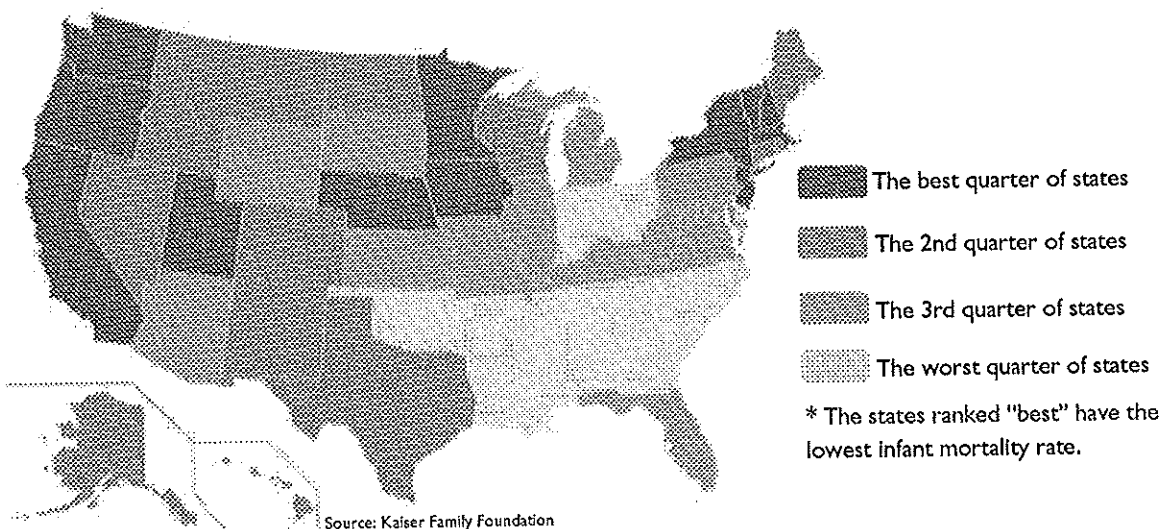 The best quarter of states
The 2nd quarter of states
The 3rd quarter of states
The worst quarter of states
* The states ranked "best" have the
lowest infant mortality rate.
Source: Kaiser Family Foundation